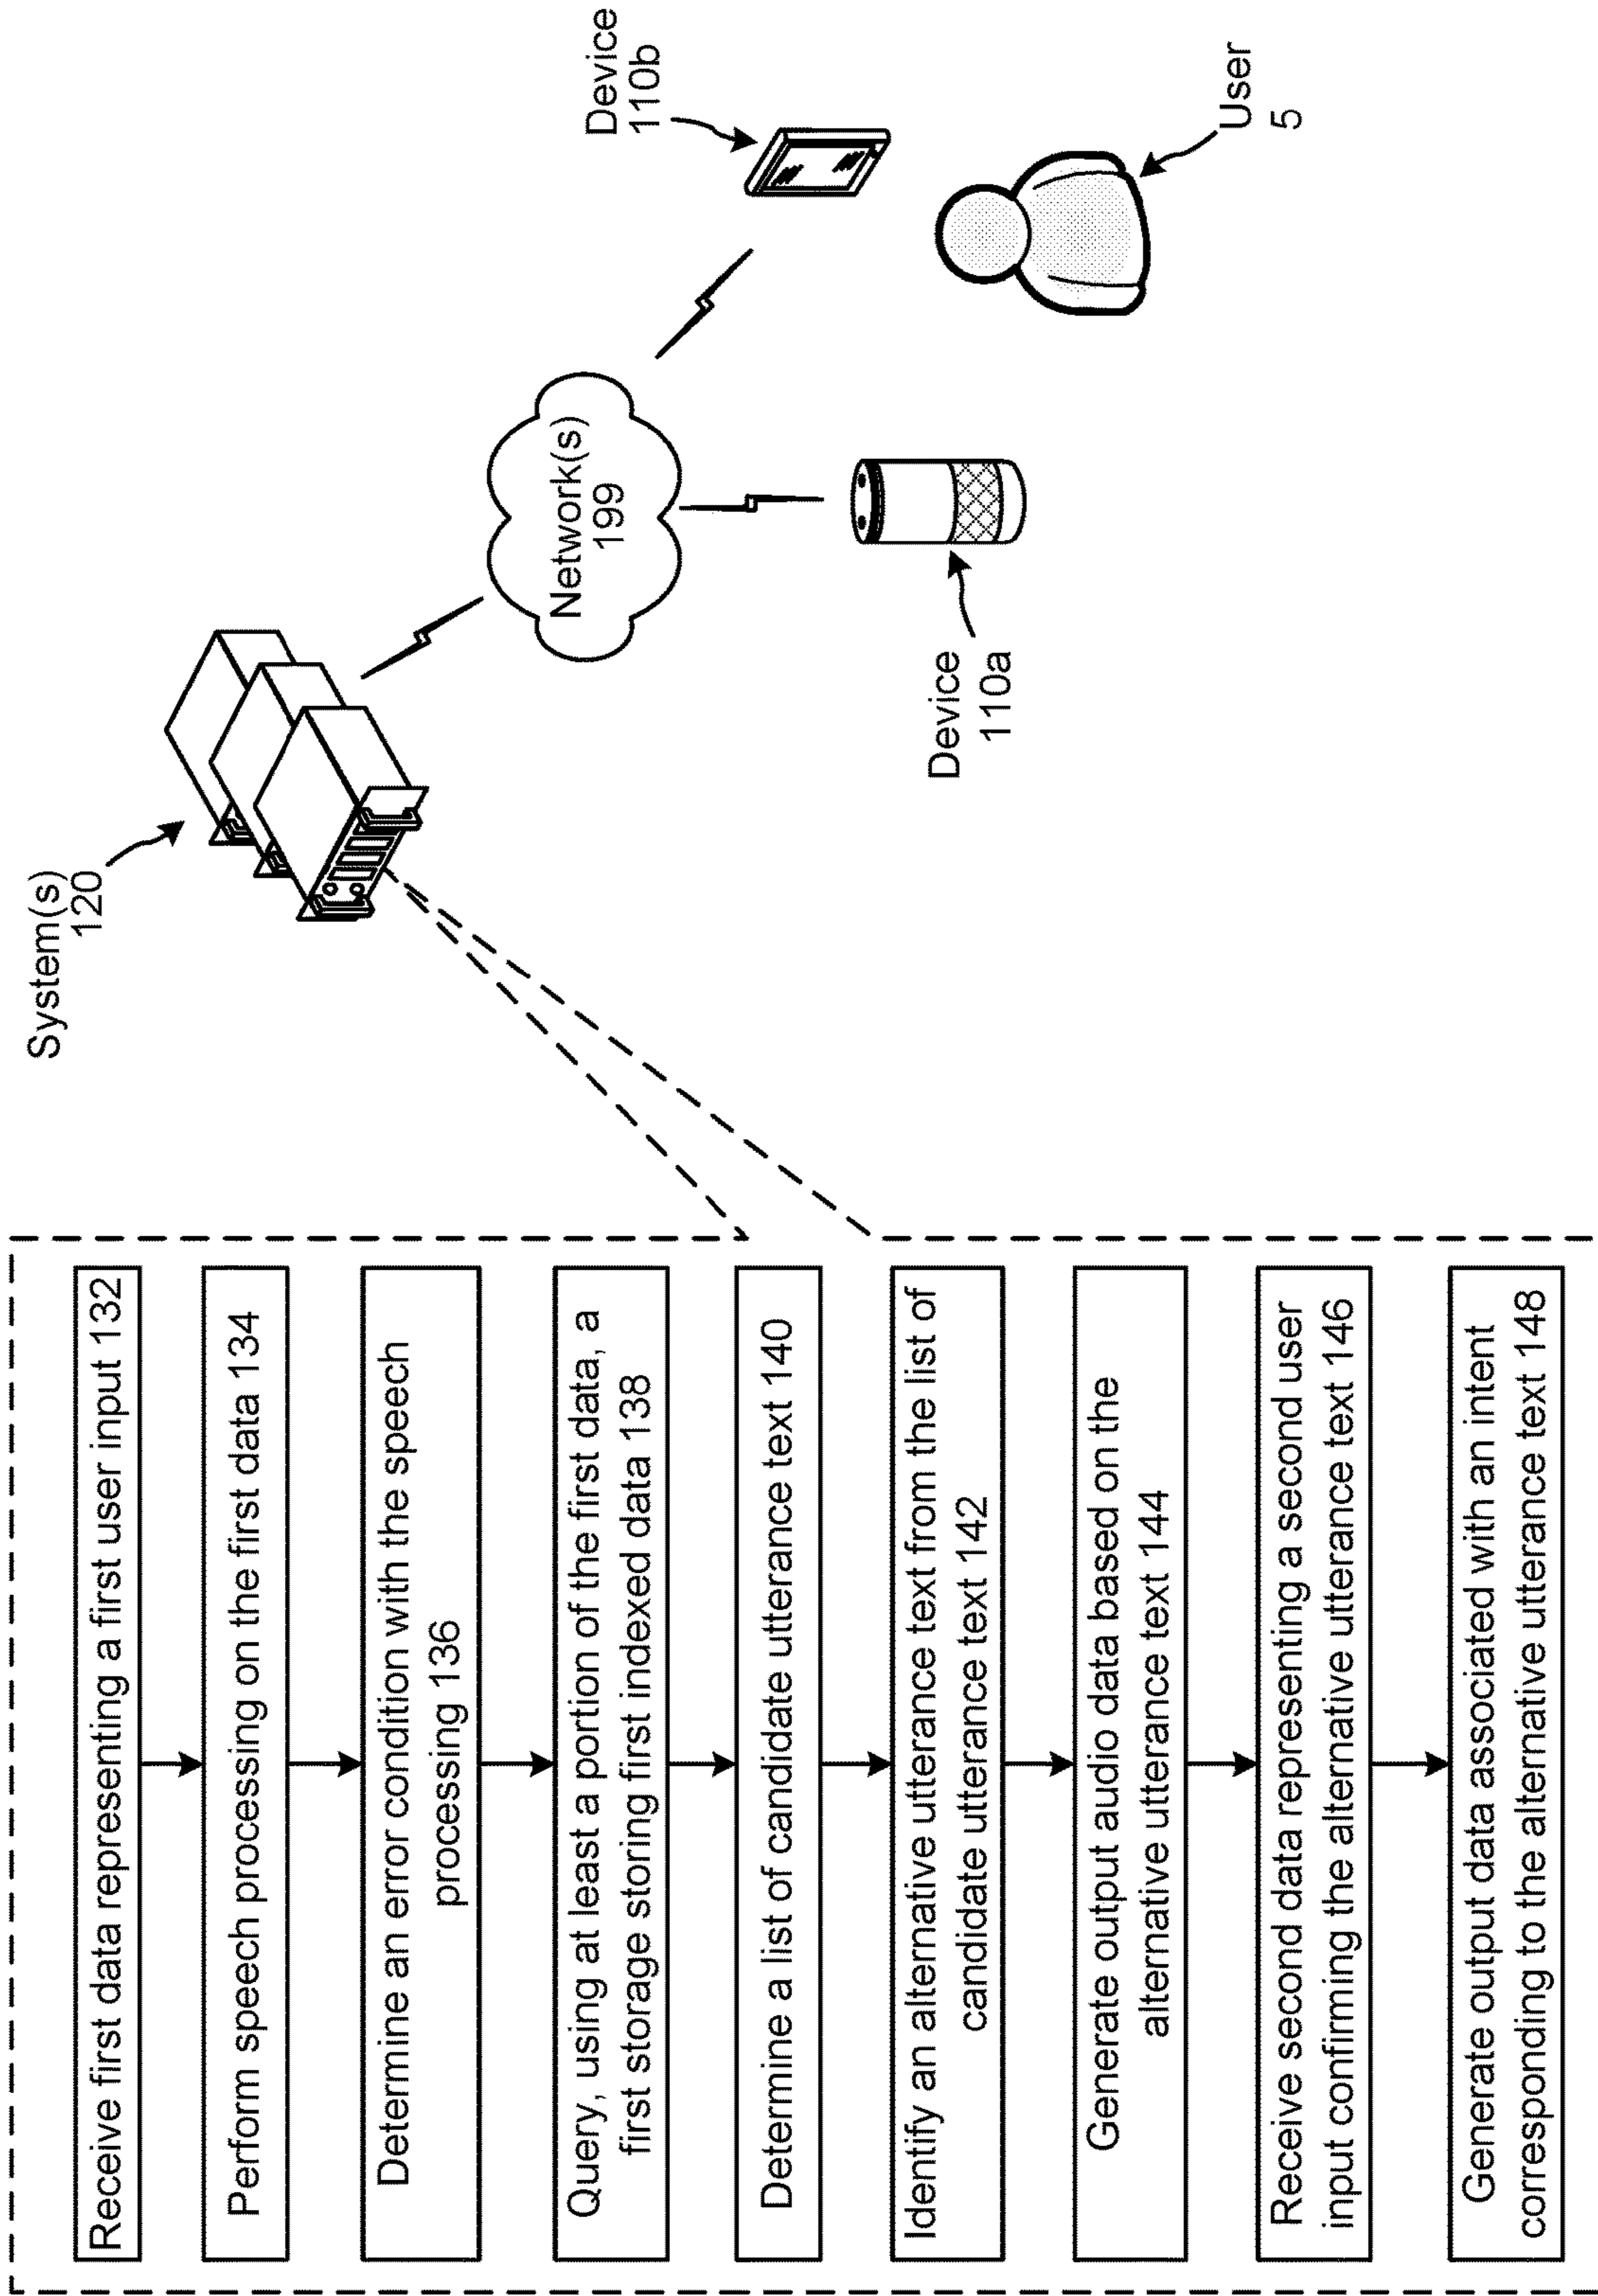 System(s)
120
Network(s)
199
Device
110b
Device
110a
User
5
Receive first data representing a first user input 132
Perform speech processing on the first data 134
Determine an error condition with the speech
processing 136
Query, using at least a portion of the first data, a
first storage storing first indexed data 138
Determine a list of candidate utterance text 140
Identify an alternative utterance text from the list of
candidate utterance text 142
Generate output audio data based on the
alternative utterance text 144
Receive second data representing a second user
input confirming the alternative utterance text 146
Generate output data associated with an intent
corresponding to the alternative utterance text 148